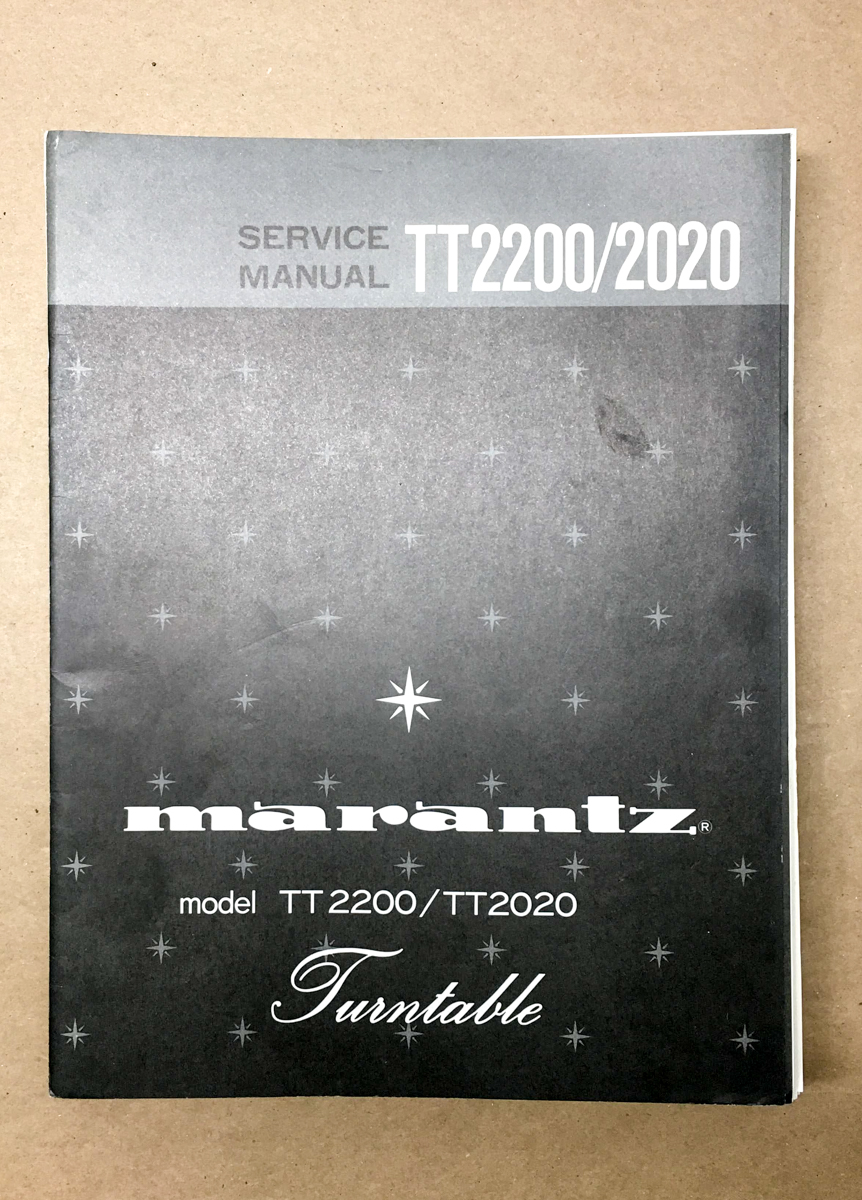 SERVICE
MANUAL TT2200/2020
marantz®
model TT2200/TT2020
Turntable